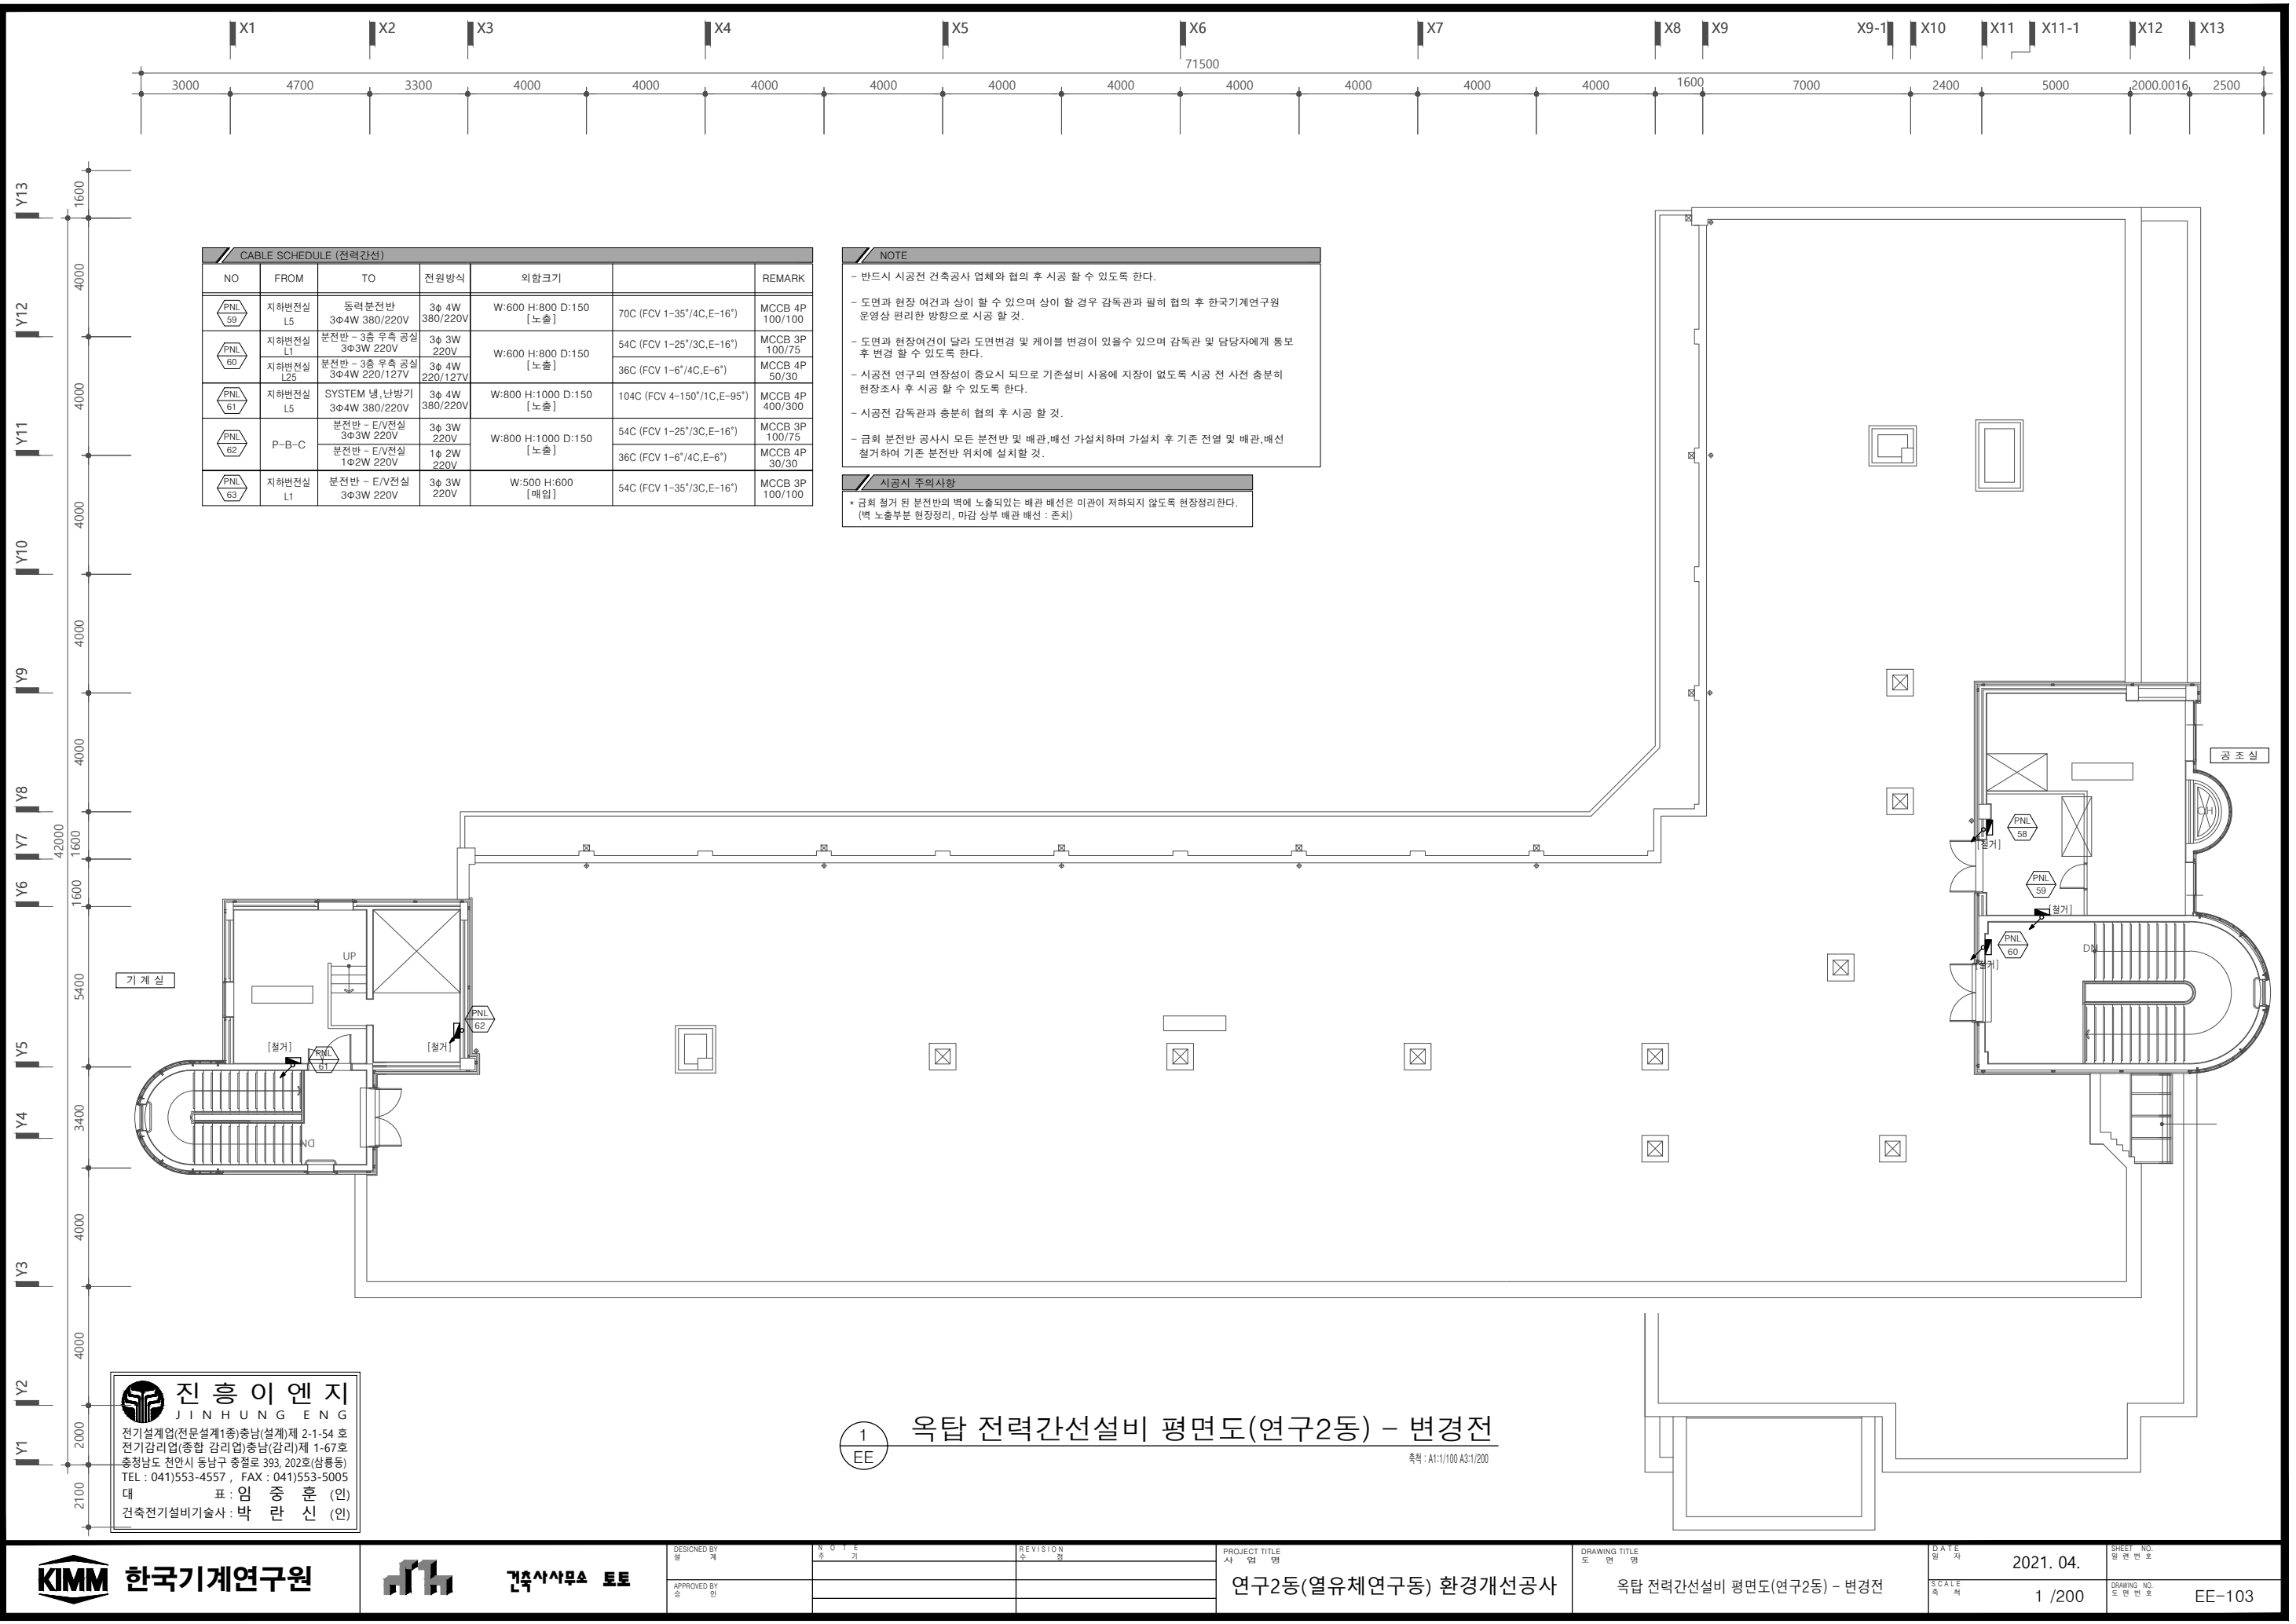 X1 X2 X3 X4 X5 X6 X7 X8 X9 X9-1 X10 X11 X11-1 X12 X13
71500
3000 4700 3300 4000 4000 4000 4000 4000 4000 4000 4000 4000 4000 1600 7000 2400 5000 2000.0016 2500
Y13
Y12
Y11
Y10
Y9
Y8
Y7
Y6
Y5
Y4
Y3
Y2
Y1
42000
1600
4000
4000
4000
4000
4000
1600
1600
5400
3400
4000
4000
2000
2100
CABLE SCHEDULE (전력간선)
NO FROM TO 전원방식 외함크기 REMARK
PNL 59 지하변전실 L5 동력분전반 3Φ4W 380/220V 3φ 4W 380/220V W:600 H:800 D:150 [노출] 70C (FCV 1-35"/4C,E-16") MCCB 4P 100/100
PNL 60 지하변전실 L1 분전반 - 3층 우측 공실 3Φ3W 220V 3φ 3W 220V W:600 H:800 D:150 [노출] 54C (FCV 1-25"/3C,E-16") MCCB 3P 100/75
지하변전실 L25 분전반 - 3층 우측 공실 3Φ4W 220/127V 3φ 4W 220/127V 36C (FCV 1-6"/4C,E-6") MCCB 4P 50/30
PNL 61 지하변전실 L5 SYSTEM 냉,난방기 3Φ4W 380/220V 3φ 4W 380/220V W:800 H:1000 D:150 [노출] 104C (FCV 4-150"/1C,E-95") MCCB 4P 400/300
PNL 62 P-B-C 분전반 - E/V전실 3Φ3W 220V 3φ 3W 220V W:800 H:1000 D:150 [노출] 54C (FCV 1-25"/3C,E-16") MCCB 3P 100/75
분전반 - E/V전실 1Φ2W 220V 1φ 2W 220V 36C (FCV 1-6"/4C,E-6") MCCB 4P 30/30
PNL 63 지하변전실 L1 분전반 - E/V전실 3Φ3W 220V 3φ 3W 220V W:500 H:600 [매입] 54C (FCV 1-35"/3C,E-16") MCCB 3P 100/100
NOTE
- 반드시 시공전 건축공사 업체와 협의 후 시공 할 수 있도록 한다.
- 도면과 현장 여건과 상이 할 수 있으며 상이 할 경우 감독관과 필히 협의 후 한국기계연구원
운영상 편리한 방향으로 시공 할 것.
- 도면과 현장여건이 달라 도면변경 및 케이블 변경이 있을수 있으며 감독관 및 담당자에게 통보
후 변경 할 수 있도록 한다.
- 시공전 연구의 연장성이 중요시 되므로 기존설비 사용에 지장이 없도록 시공 전 사전 충분히
현장조사 후 시공 할 수 있도록 한다.
- 시공전 감독관과 충분히 협의 후 시공 할 것.
- 금회 분전반 공사시 모든 분전반 및 배관,배선 가설치하며 가설치 후 기존 전열 및 배관,배선
철거하여 기존 분전반 위치에 설치할 것.
시공시 주의사항
* 금회 철거 된 분전반의 벽에 노출되있는 배관 배선은 미관이 저하되지 않도록 현장정리한다.
(벽 노출부분 현장정리, 마감 상부 배관 배선 : 존치)
공 조 실
PNL 58
[철거]
PNL 59
[철거]
PNL 60
[철거]
DN
기 계 실
UP
PNL 62
[철거]
[철거]
PNL 61
DN
진 흥 이 엔 지
JINHUNG ENG
전기설계업(전문설계1종)충남(설계)제 2-1-54 호
전기감리업(종합 감리업)충남(감리)제 1-67호
충청남도 천안시 동남구 충절로 393, 202호(삼룡동)
TEL : 041)553-4557 , FAX : 041)553-5005
대 표 : 임 중 훈 (인)
건축전기설비기술사 : 박 란 신 (인)
1
EE
옥탑 전력간선설비 평면도(연구2동) - 변경전
축척 : A1:1/100 A3:1/200
KIMM 한국기계연구원
건축사사무소 토토
DESIGNED BY
설 계
APPROVED BY
승 인
NOTE
주 기
REVISION
수 정
PROJECT TITLE
사 업 명
연구2동(열유체연구동) 환경개선공사
DRAWING TITLE
도 면 명
옥탑 전력간선설비 평면도(연구2동) - 변경전
DATE
일 자
2021. 04.
SCALE
축 척
1 /200
SHEET NO.
일 련 번 호
DRAWING NO.
도 면 번 호
EE-103